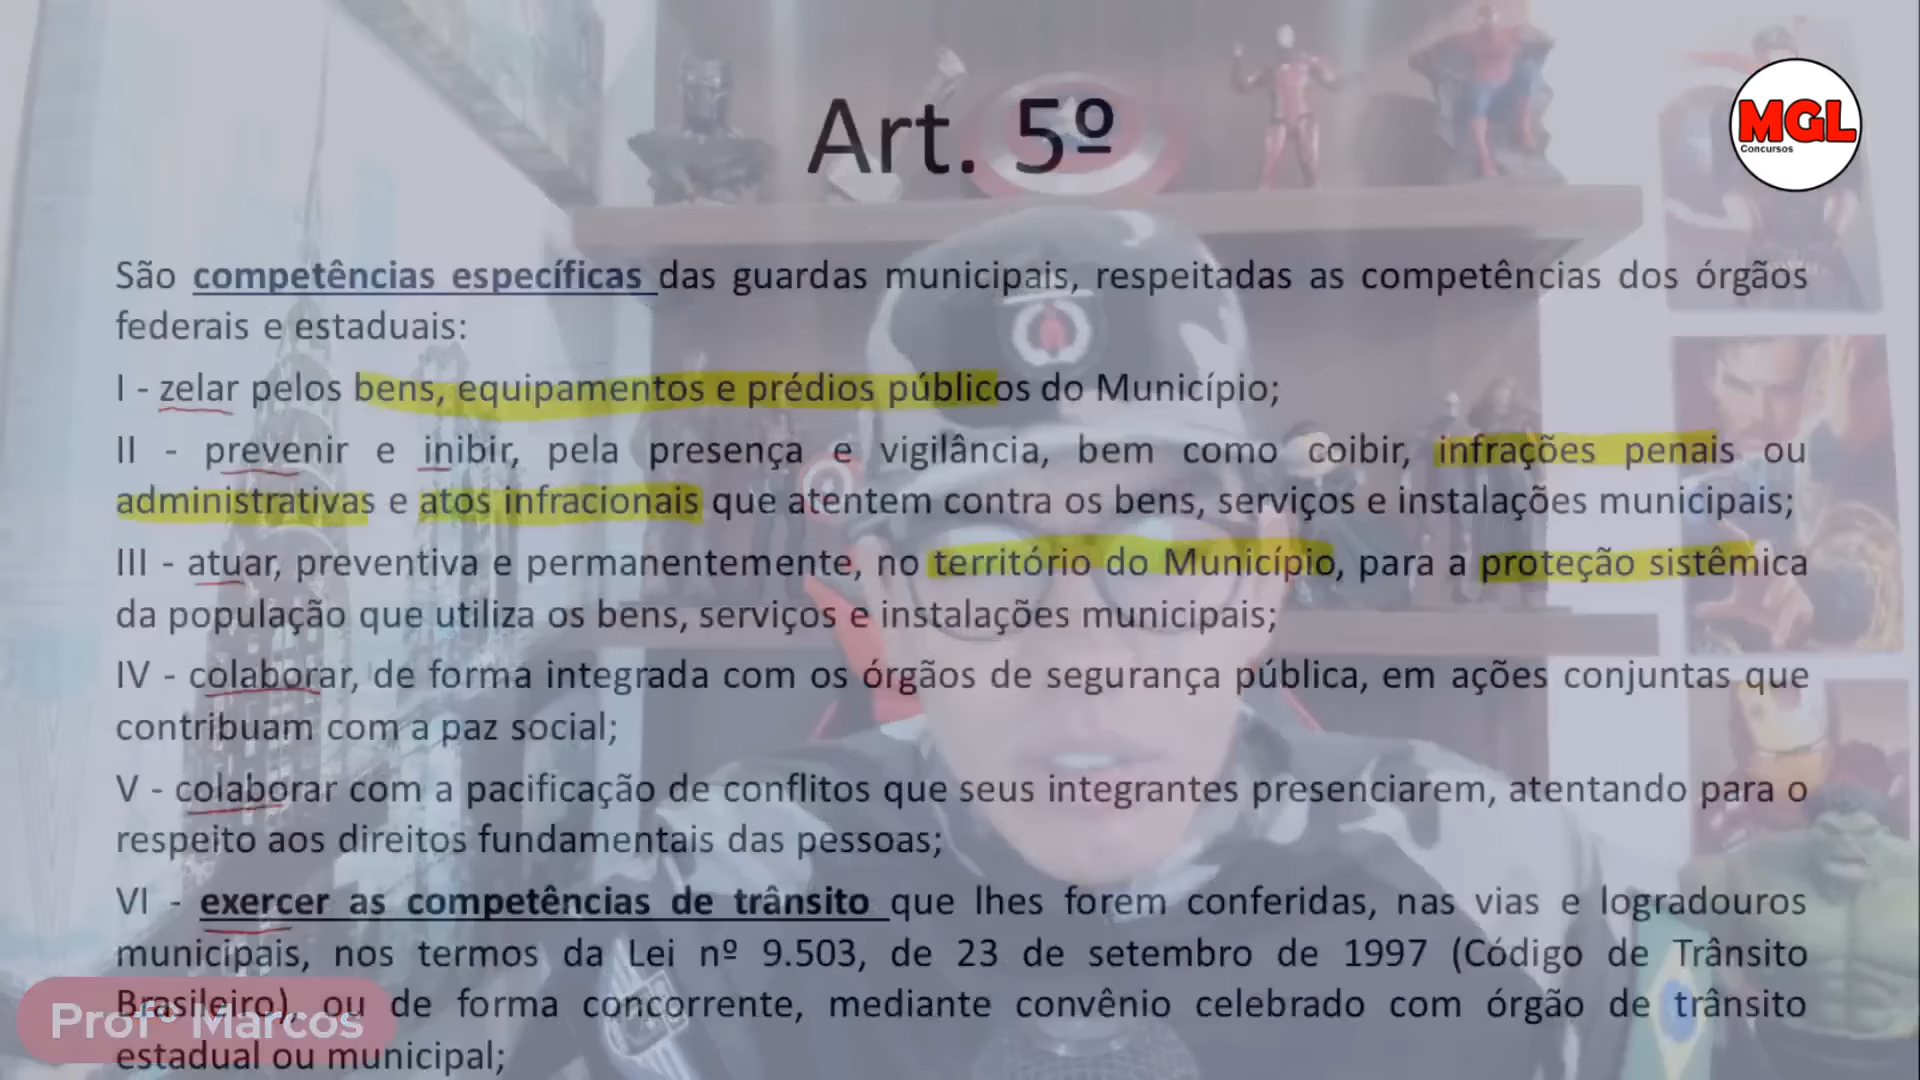 Art. 5º
MGL
Concursos
São competências específicas das guardas municipais, respeitadas as competências dos órgãos
federais e estaduais:
I - zelar pelos bens, equipamentos e prédios públicos do Município;
II - prevenir e inibir, pela presença e vigilância, bem como coibir, infrações penais ou
administrativas e atos infracionais que atentem contra os bens, serviços e instalações municipais;
III - atuar, preventiva e permanentemente, no território do Município, para a proteção sistêmica
da população que utiliza os bens, serviços e instalações municipais;
IV - colaborar, de forma integrada com os órgãos de segurança pública, em ações conjuntas que
contribuam com a paz social;
V - colaborar com a pacificação de conflitos que seus integrantes presenciarem, atentando para o
respeito aos direitos fundamentais das pessoas;
VI - exercer as competências de trânsito que lhes forem conferidas, nas vias e logradouros
municipais, nos termos da Lei nº 9.503, de 23 de setembro de 1997 (Código de Trânsito
Brasileiro), ou de forma concorrente, mediante convênio celebrado com órgão de trânsito
Profº Marcos
estadual ou municipal;